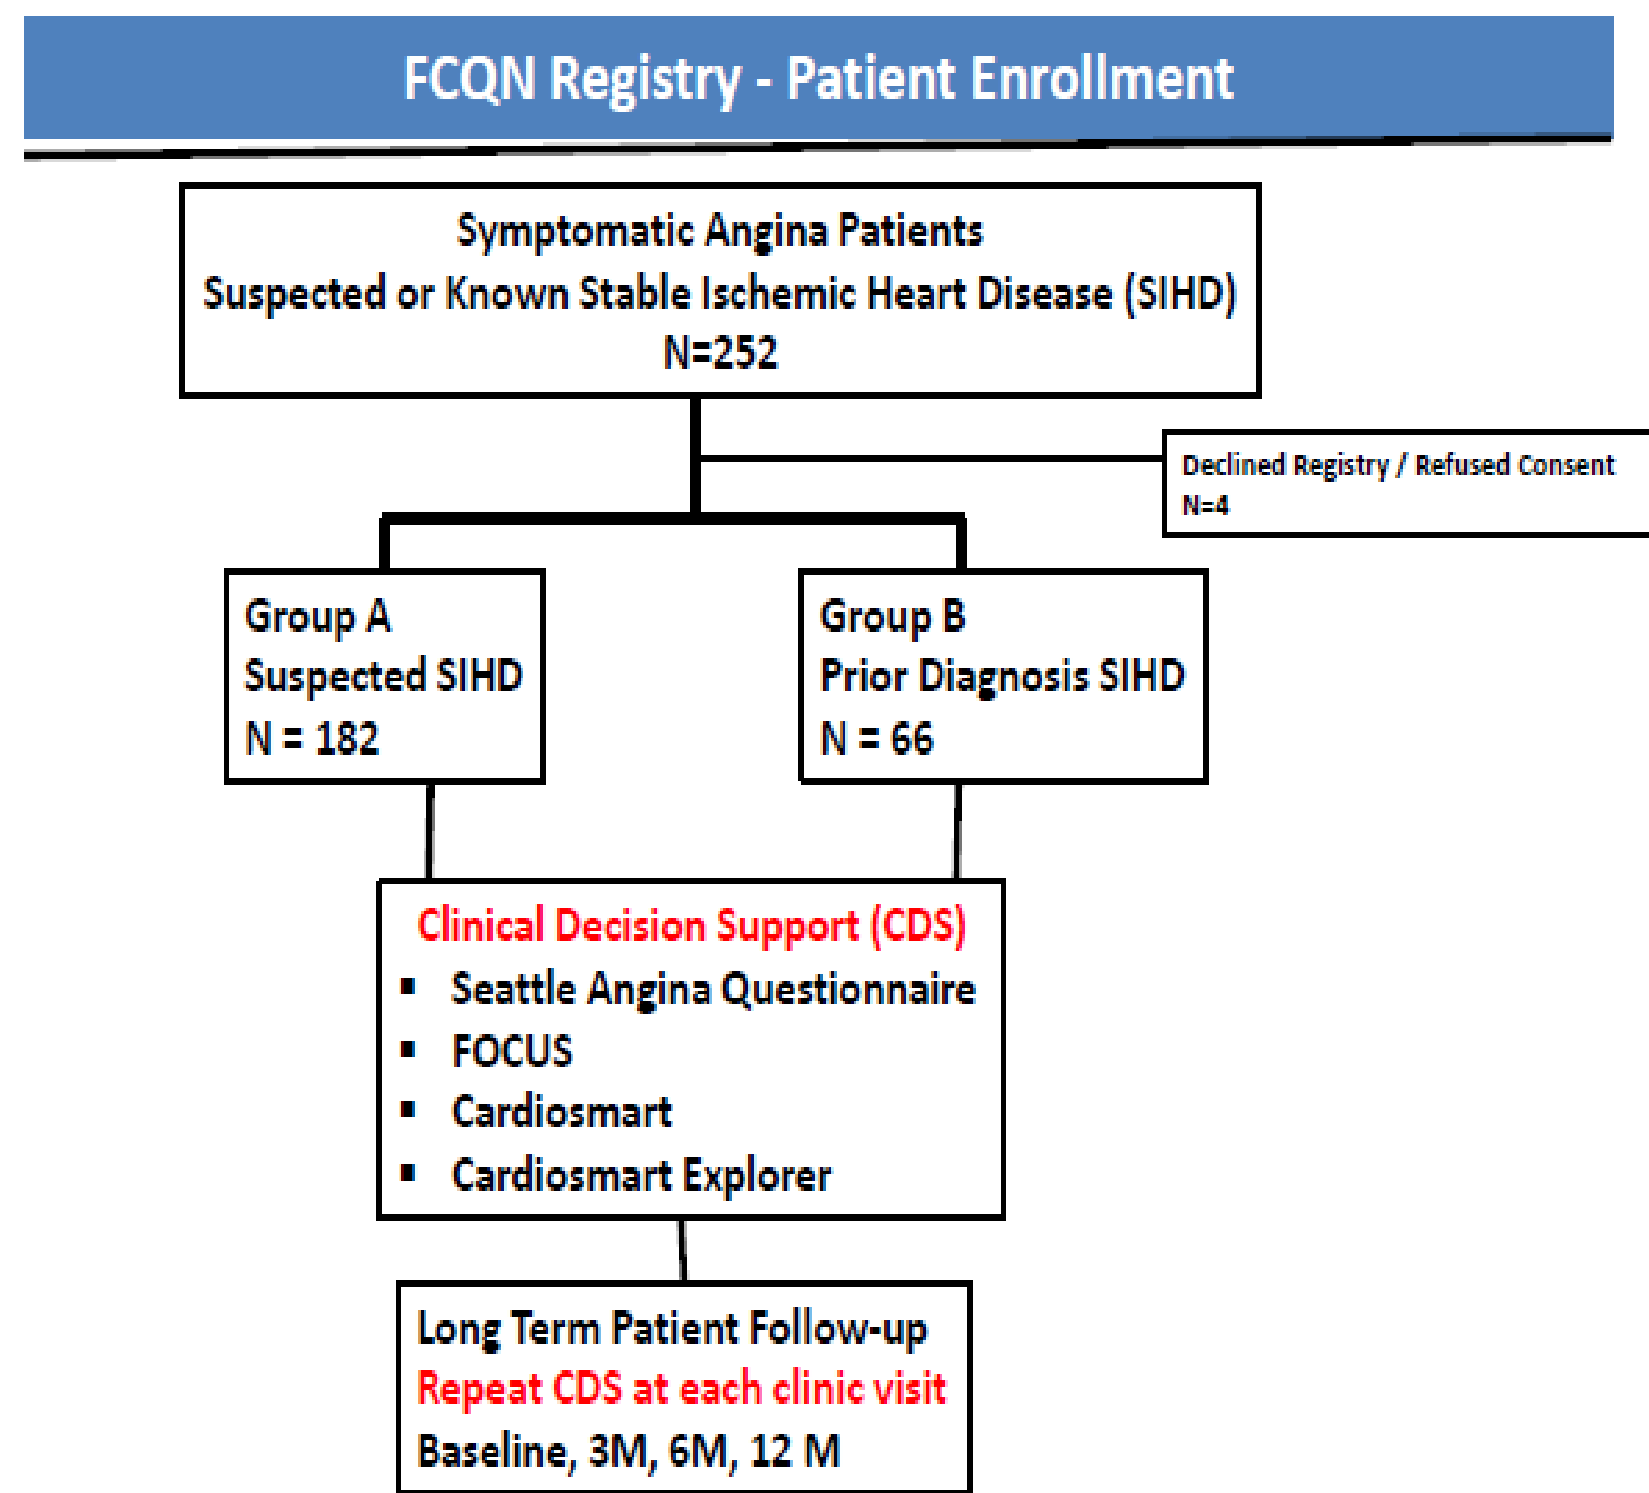 FCQN Registry - Patient Enrollment
Symptomatic Angina Patients
Suspected or Known Stable Ischemic Heart Disease (SIHD)
N=252
Declined Registry / Refused Consent
N=4
Group A
Suspected SIHD
N = 182
Group B
Prior Diagnosis SIHD
N = 66
Clinical Decision Support (CDS)
▪ Seattle Angina Questionnaire
▪ FOCUS
▪ Cardiosmart
▪ Cardiosmart Explorer
Long Term Patient Follow-up
Repeat CDS at each clinic visit
Baseline, 3M, 6M, 12 M